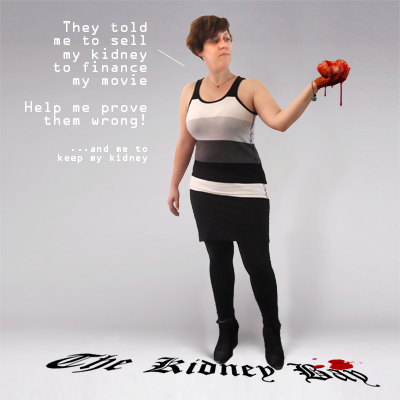 They told
me to sell
my kidney
to finance
my movie
Help me prove
them wrong!
...and me to
keep my kidney
The Kidney Bay